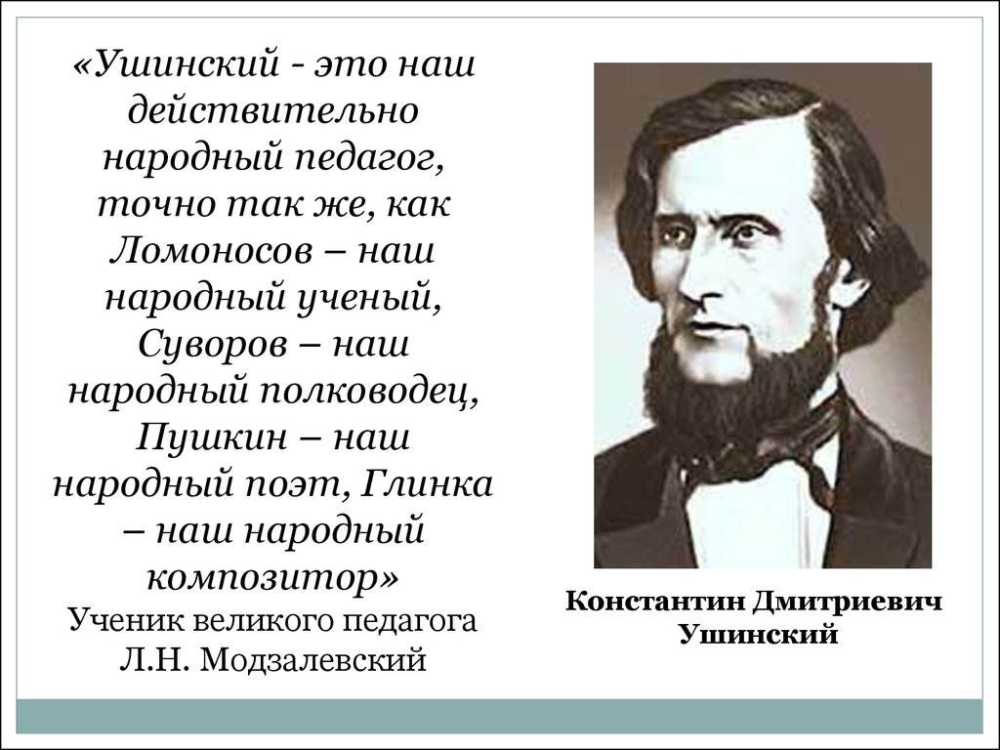 «Ушинский - это наш
действительно
народный педагог,
точно так же, как
Ломоносов – наш
народный ученый,
Суворов – наш
народный полководец,
Пушкин – наш
народный поэт, Глинка
– наш народный
композитор»
Ученик великого педагога
Л.Н. Модзалевский
Константин Дмитриевич
Ушинский